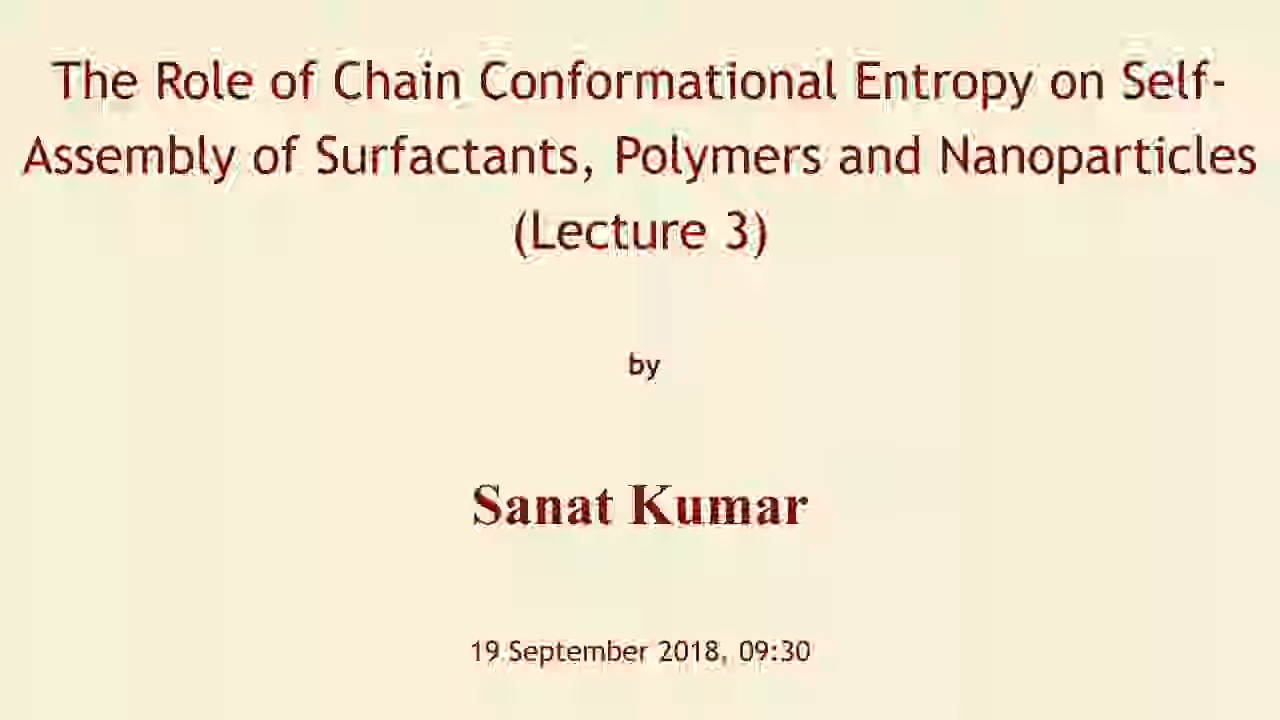 The Role of Chain Conformational Entropy on Self-
Assembly of Surfactants, Polymers and Nanoparticles
(Lecture 3)
by
Sanat Kumar
19 September 2018, 09:30